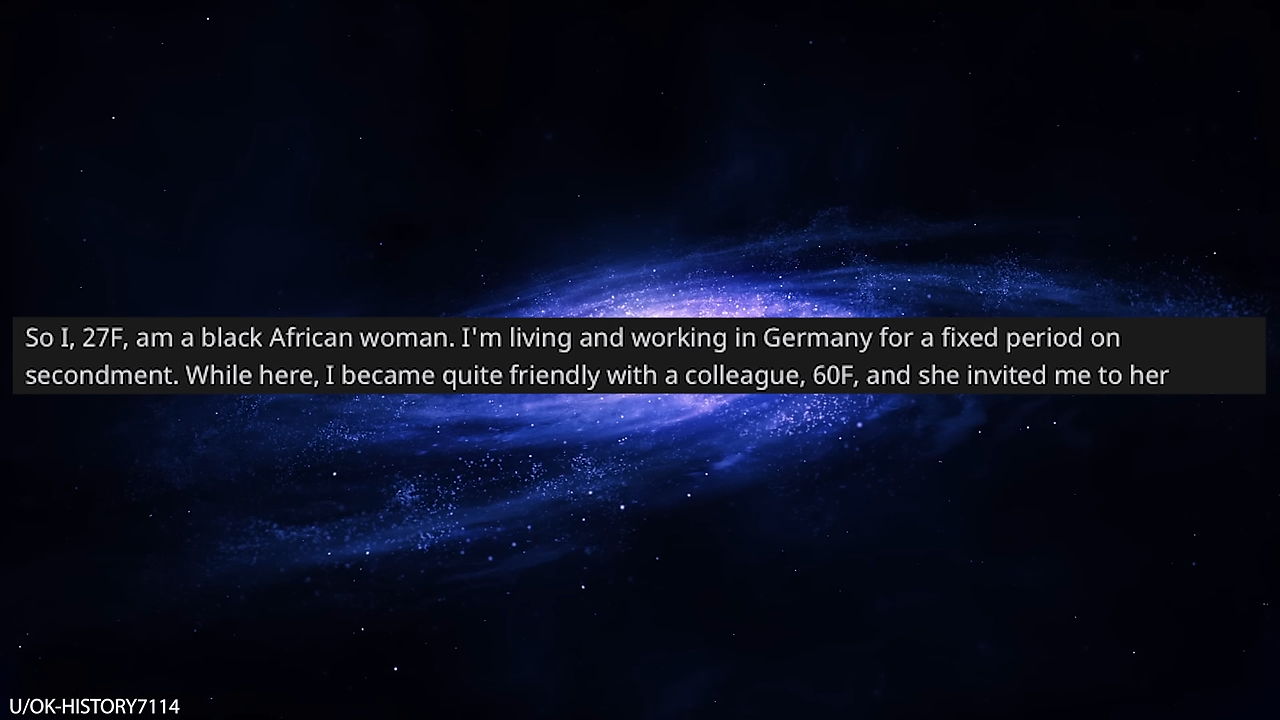 So I, 27F, am a black African woman. I'm living and working in Germany for a fixed period on
secondment. While here, I became quite friendly with a colleague, 60F, and she invited me to her
U/OK-HISTORY7114